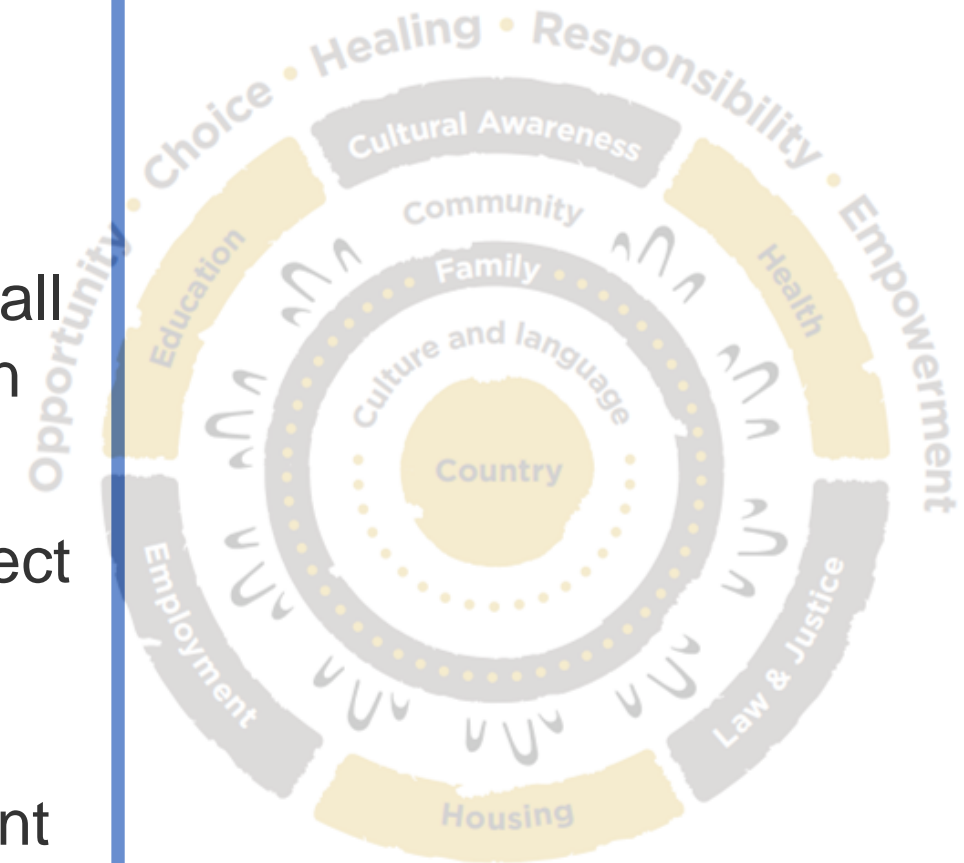 all
n
ect
nt
Opportunity • Choice • Healing • Responsibility • Empowerment
Cultural Awareness
Education
Health
Community
Family
Culture and language
Country
Employment
Law & Justice
Housing